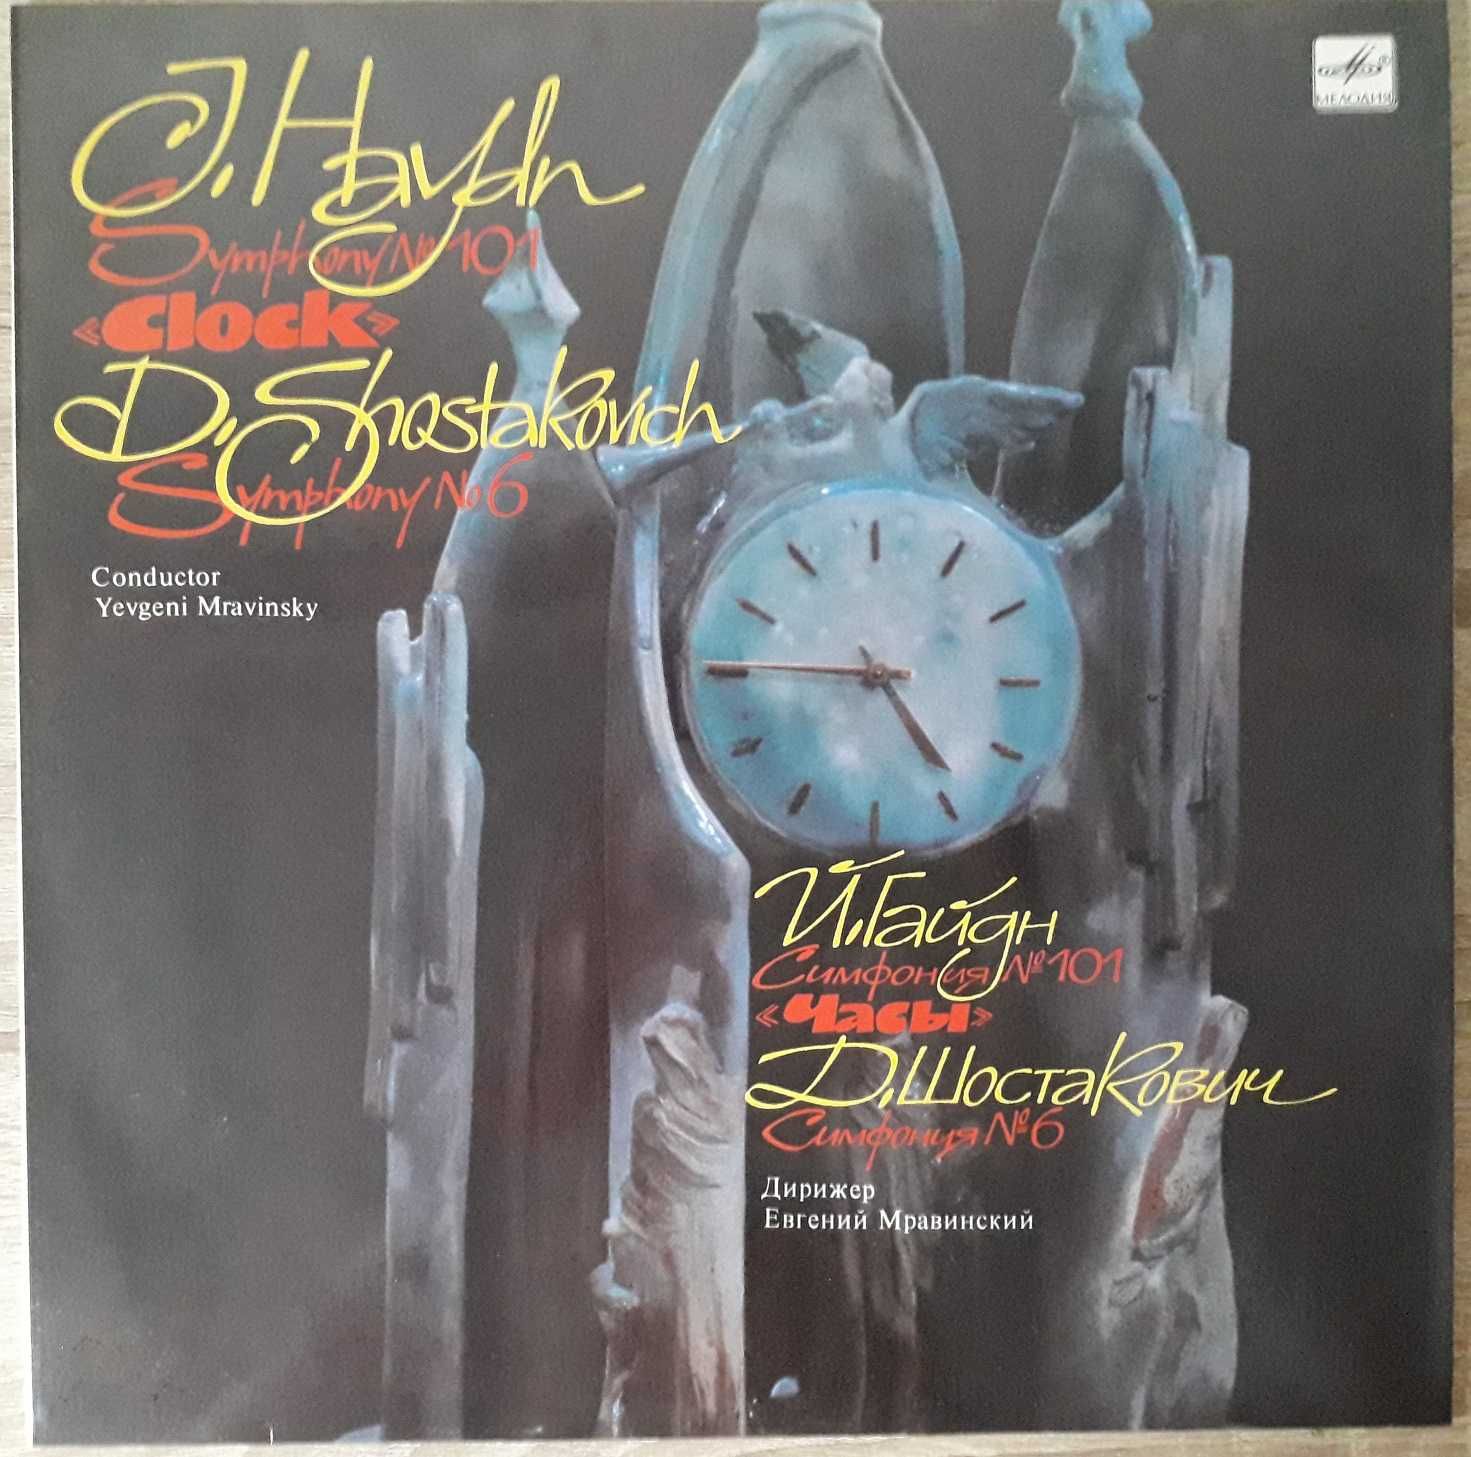 J. Haydn
Symphony № 101
«Clock»
D. Shostakovich
Symphony № 6
Conductor
Yevgeni Mravinsky
МЕЛОДИЯ
Й. Гайдн
Симфония № 101
«Часы»
Д. Шостакович
Симфония № 6
Дирижер
Евгений Мравинский